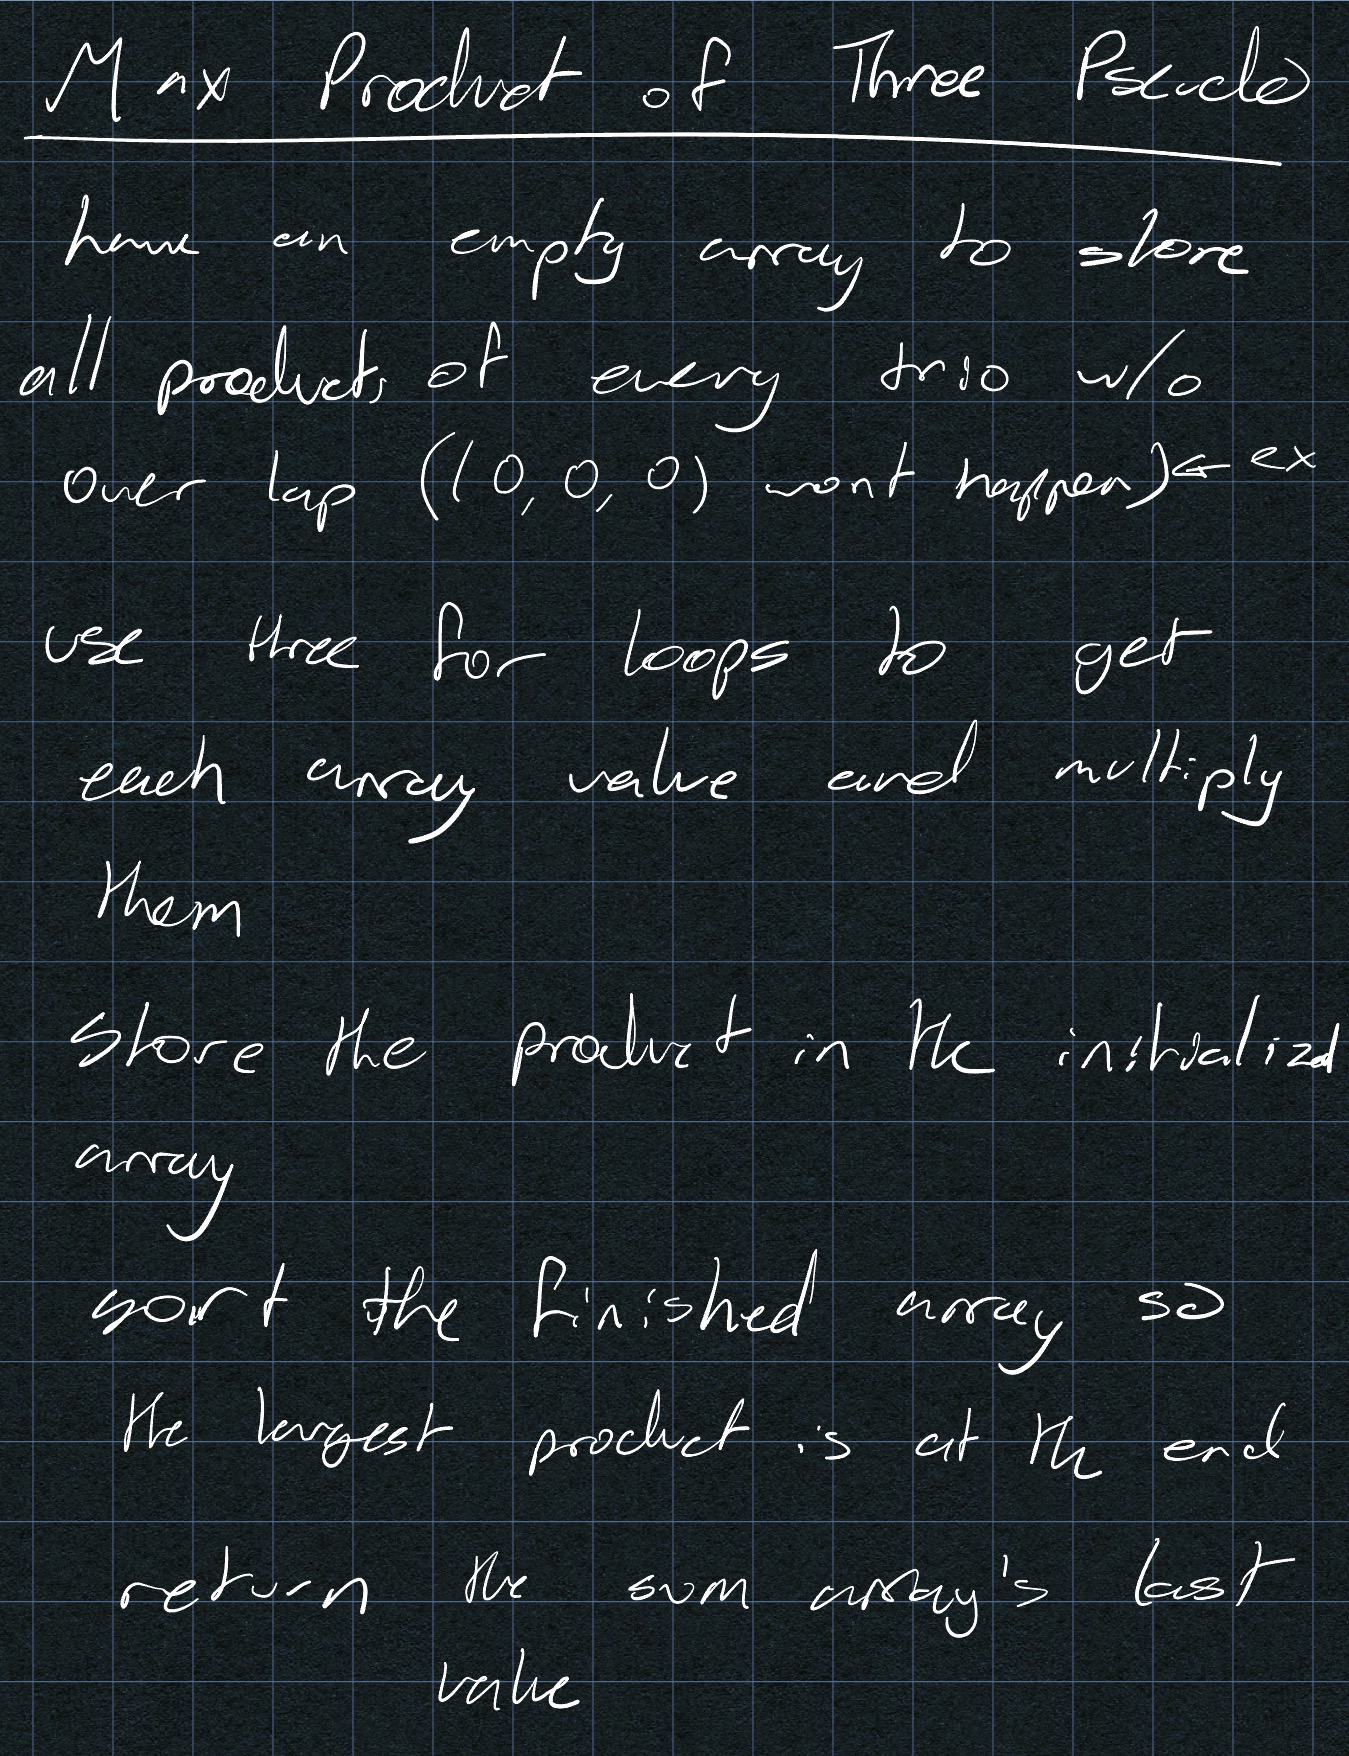 Max Product of Three Pseudo
have an empty array to store
all products of every trio w/o
over lap ((0,0,0) wont happen) ← ex
use three for loops to get
each array value and multiply
them
store the product in the initialized
array
sort the finished array so
the largest product is at the end
return the sum array's last
value